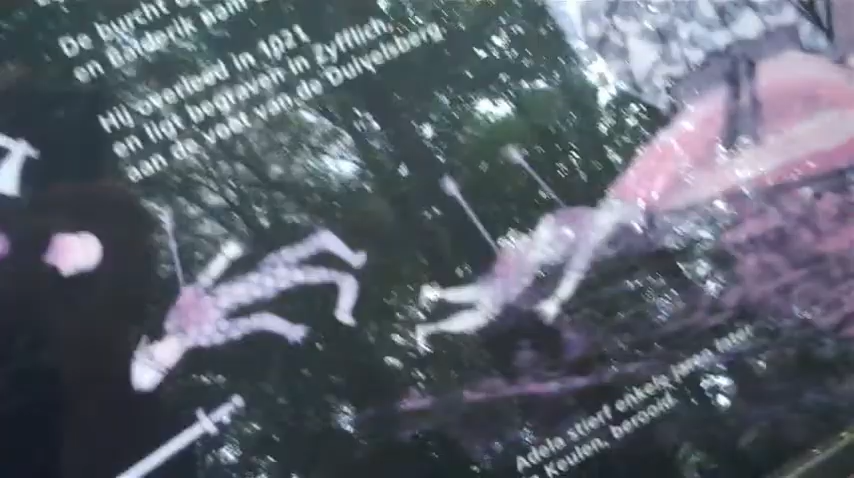 De burcht
en Balderik
Hij overleed in 1021
en ligt begraven in Zyfflich,
aan de voet van de Duivelsberg.
Adela stierf enkele jaren later
Keulen, berooid